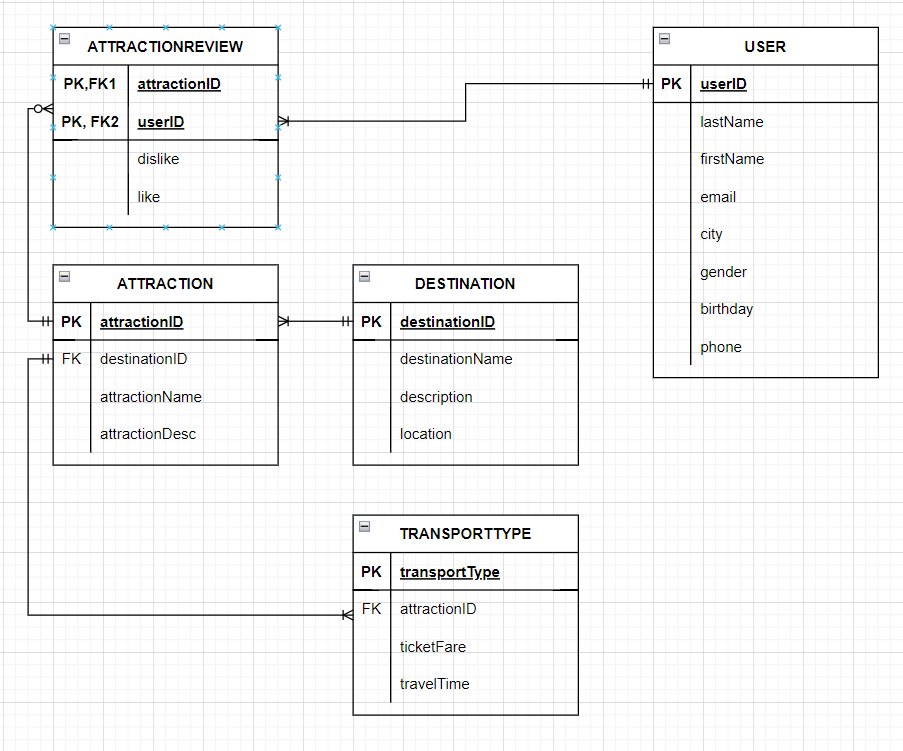 ATTRACTIONREVIEW
PK,FK1 attractionID
PK, FK2 userID
dislike
like
USER
PK userID
lastName
firstName
email
city
gender
birthday
phone
ATTRACTION
PK attractionID
FK destinationID
attractionName
attractionDesc
DESTINATION
PK destinationID
destinationName
description
location
TRANSPORTTYPE
PK transportType
FK attractionID
ticketFare
travelTime